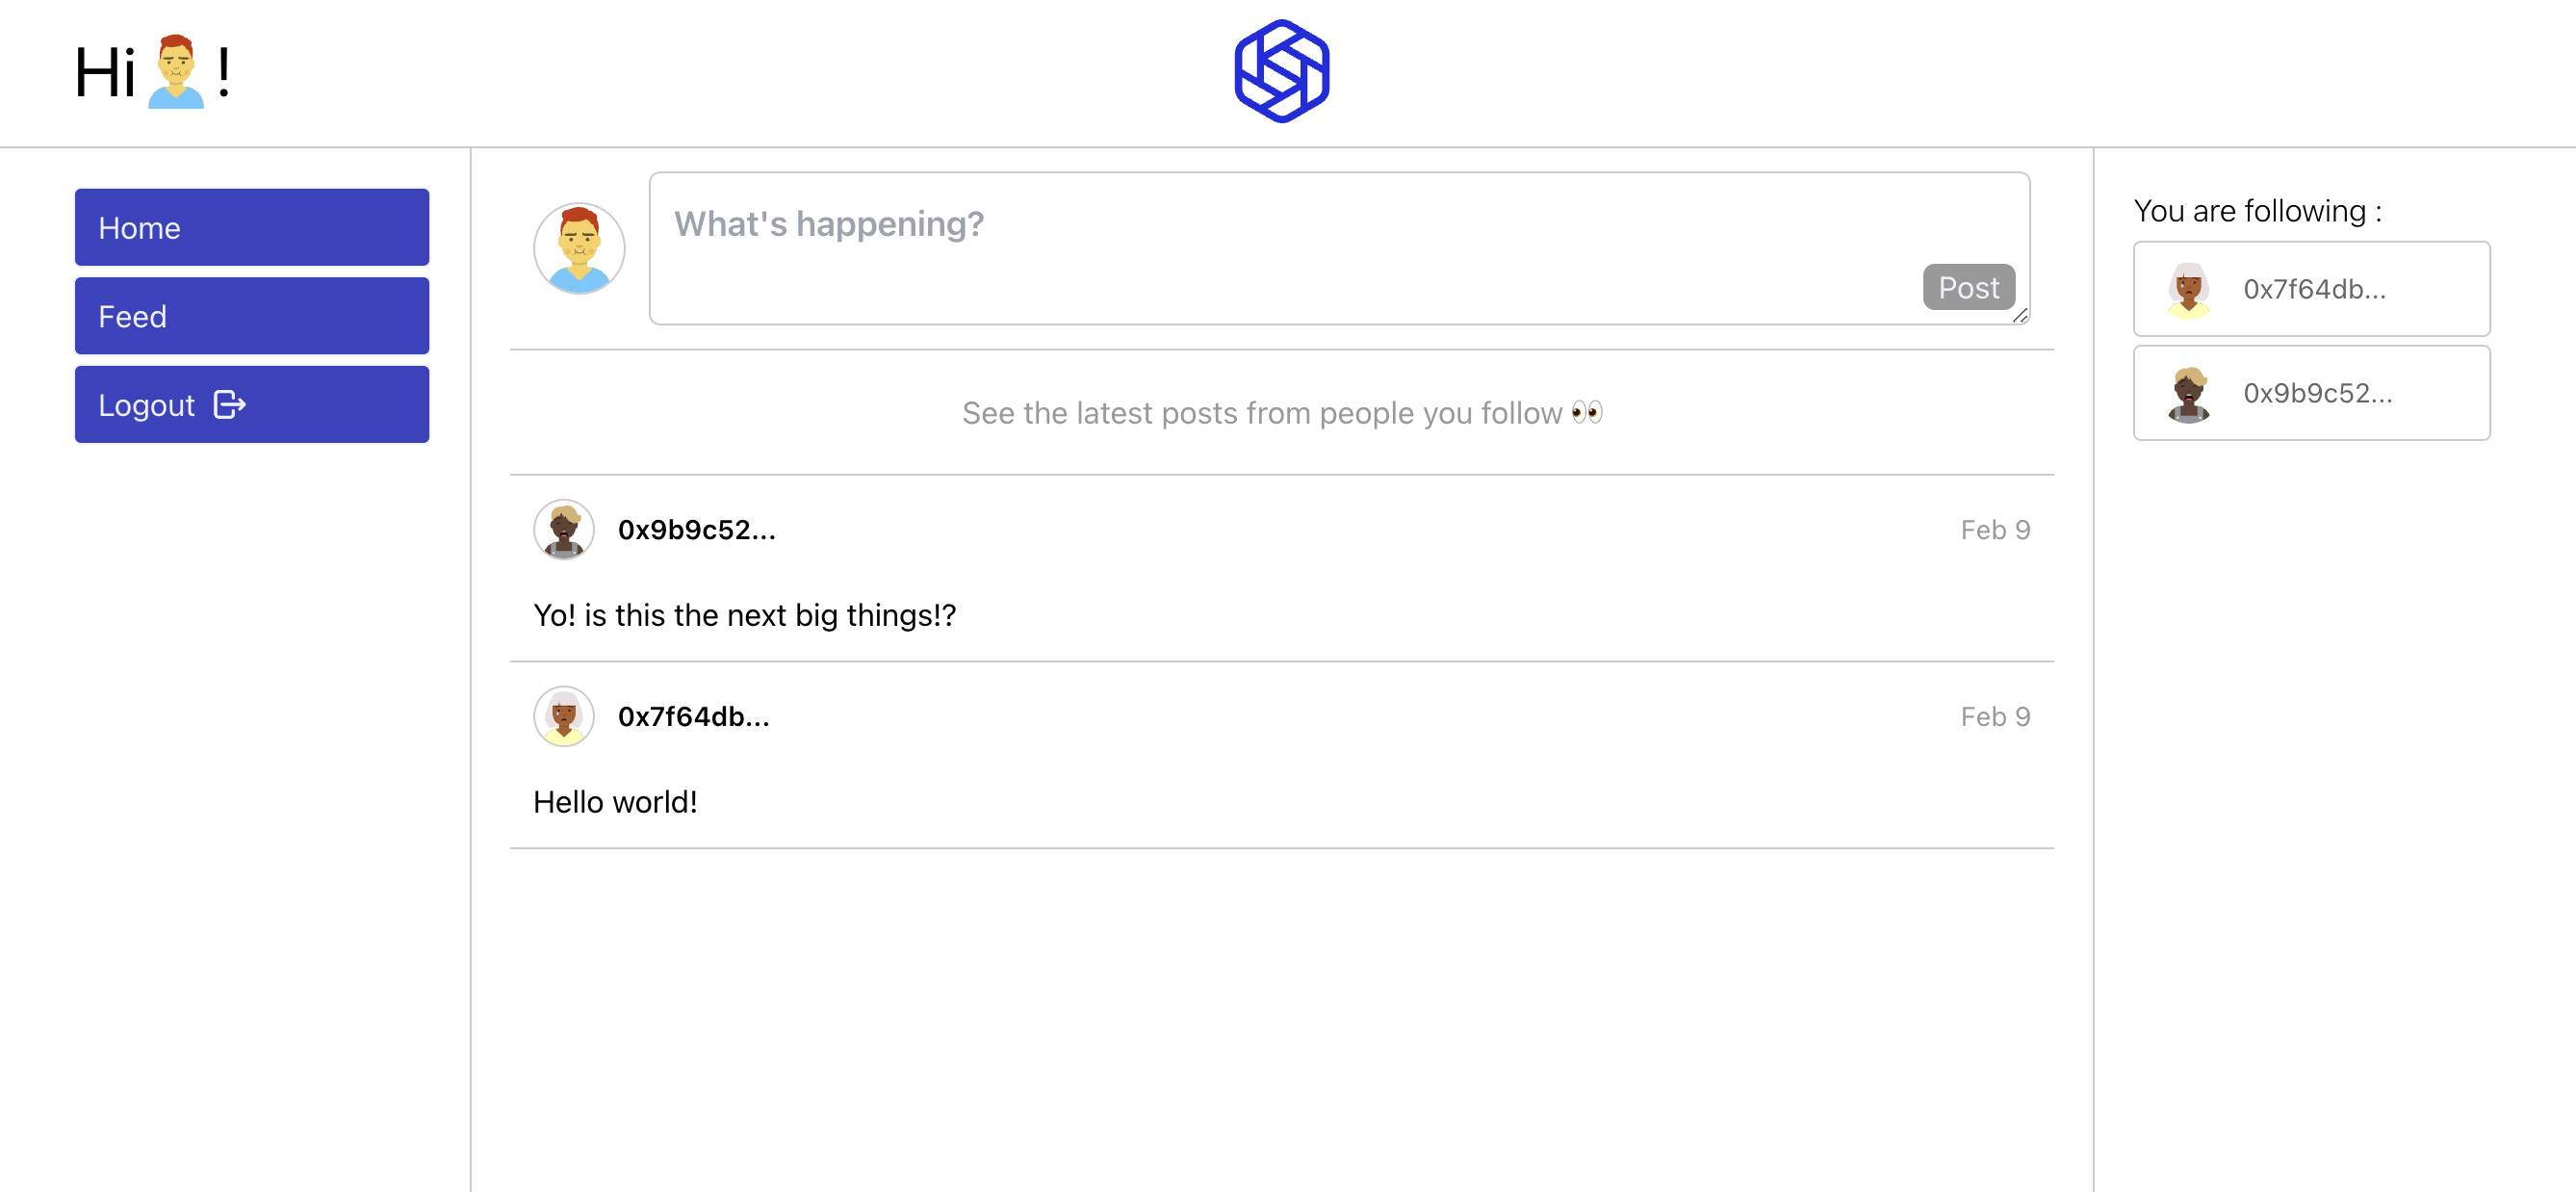 Hi !
Home
Feed
Logout
What's happening?
Post
See the latest posts from people you follow 👀
0x9b9c52...
Feb 9
Yo! is this the next big things!?
0x7f64db...
Feb 9
Hello world!
You are following :
0x7f64db...
0x9b9c52...